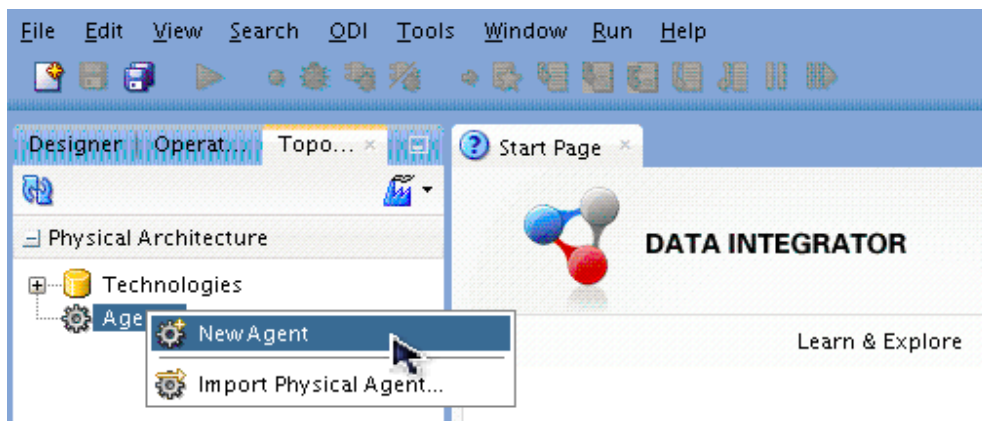 File Edit View Search ODI Tools Window Run Help
Designer Operat... Topo...
Start Page
Physical Architecture
DATA INTEGRATOR
Technologies
Age
New Agent
Learn & Explore
Import Physical Agent...